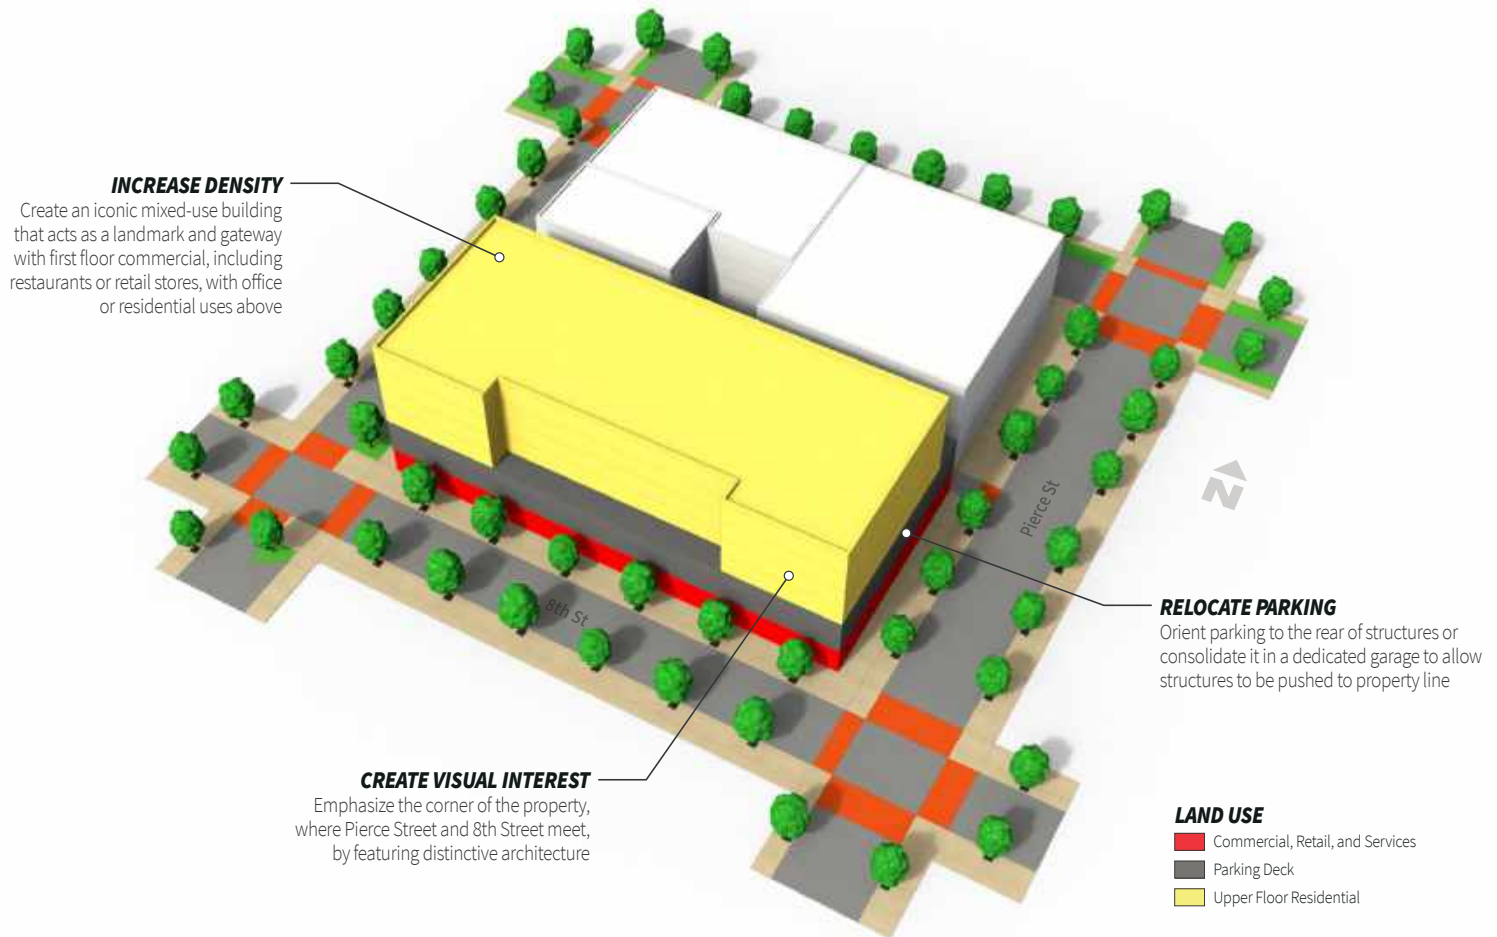 INCREASE DENSITY
Create an iconic mixed-use building
that acts as a landmark and gateway
with first floor commercial, including
restaurants or retail stores, with office
or residential uses above
Pierce St
N
8th St
RELOCATE PARKING
Orient parking to the rear of structures or
consolidate it in a dedicated garage to allow
structures to be pushed to property line
CREATE VISUAL INTEREST
Emphasize the corner of the property,
where Pierce Street and 8th Street meet,
by featuring distinctive architecture
LAND USE
Commercial, Retail, and Services
Parking Deck
Upper Floor Residential